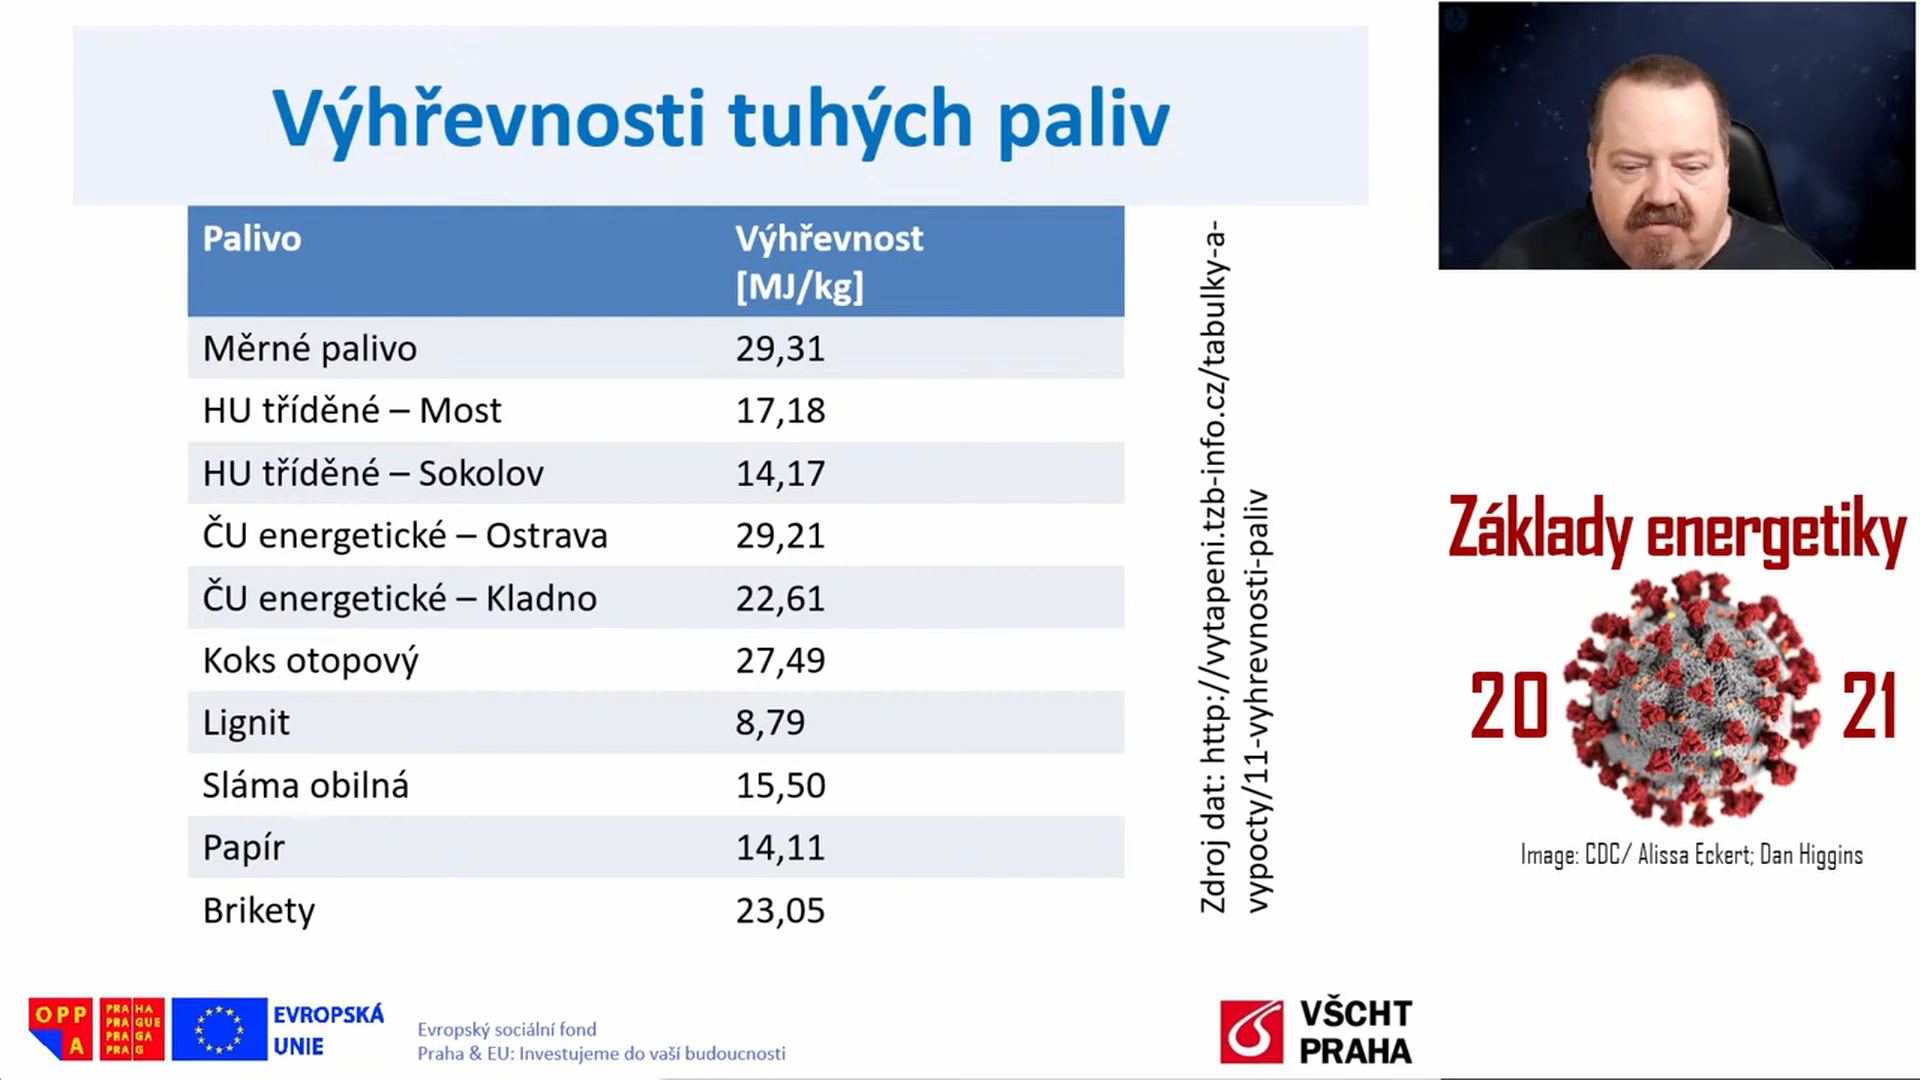 Výhřevnosti tuhých paliv
Palivo Výhřevnost [MJ/kg]
Měrné palivo 29,31
HU tříděné – Most 17,18
HU tříděné – Sokolov 14,17
ČU energetické – Ostrava 29,21
ČU energetické – Kladno 22,61
Koks otopový 27,49
Lignit 8,79
Sláma obilná 15,50
Papír 14,11
Brikety 23,05
Zdroj dat: http://vytapeni.tzb-info.cz/tabulky-a-
vypocty/11-vyhrevnosti-paliv
Základy energetiky
20 21
Image: CDC/ Alissa Eckert; Dan Higgins
OPP
A
PRA HA
PRA GUE
PRA GA
PRA G
EVROPSKÁ
UNIE
Evropský sociální fond
Praha & EU: Investujeme do vaší budoucnosti
VŠCHT
PRAHA